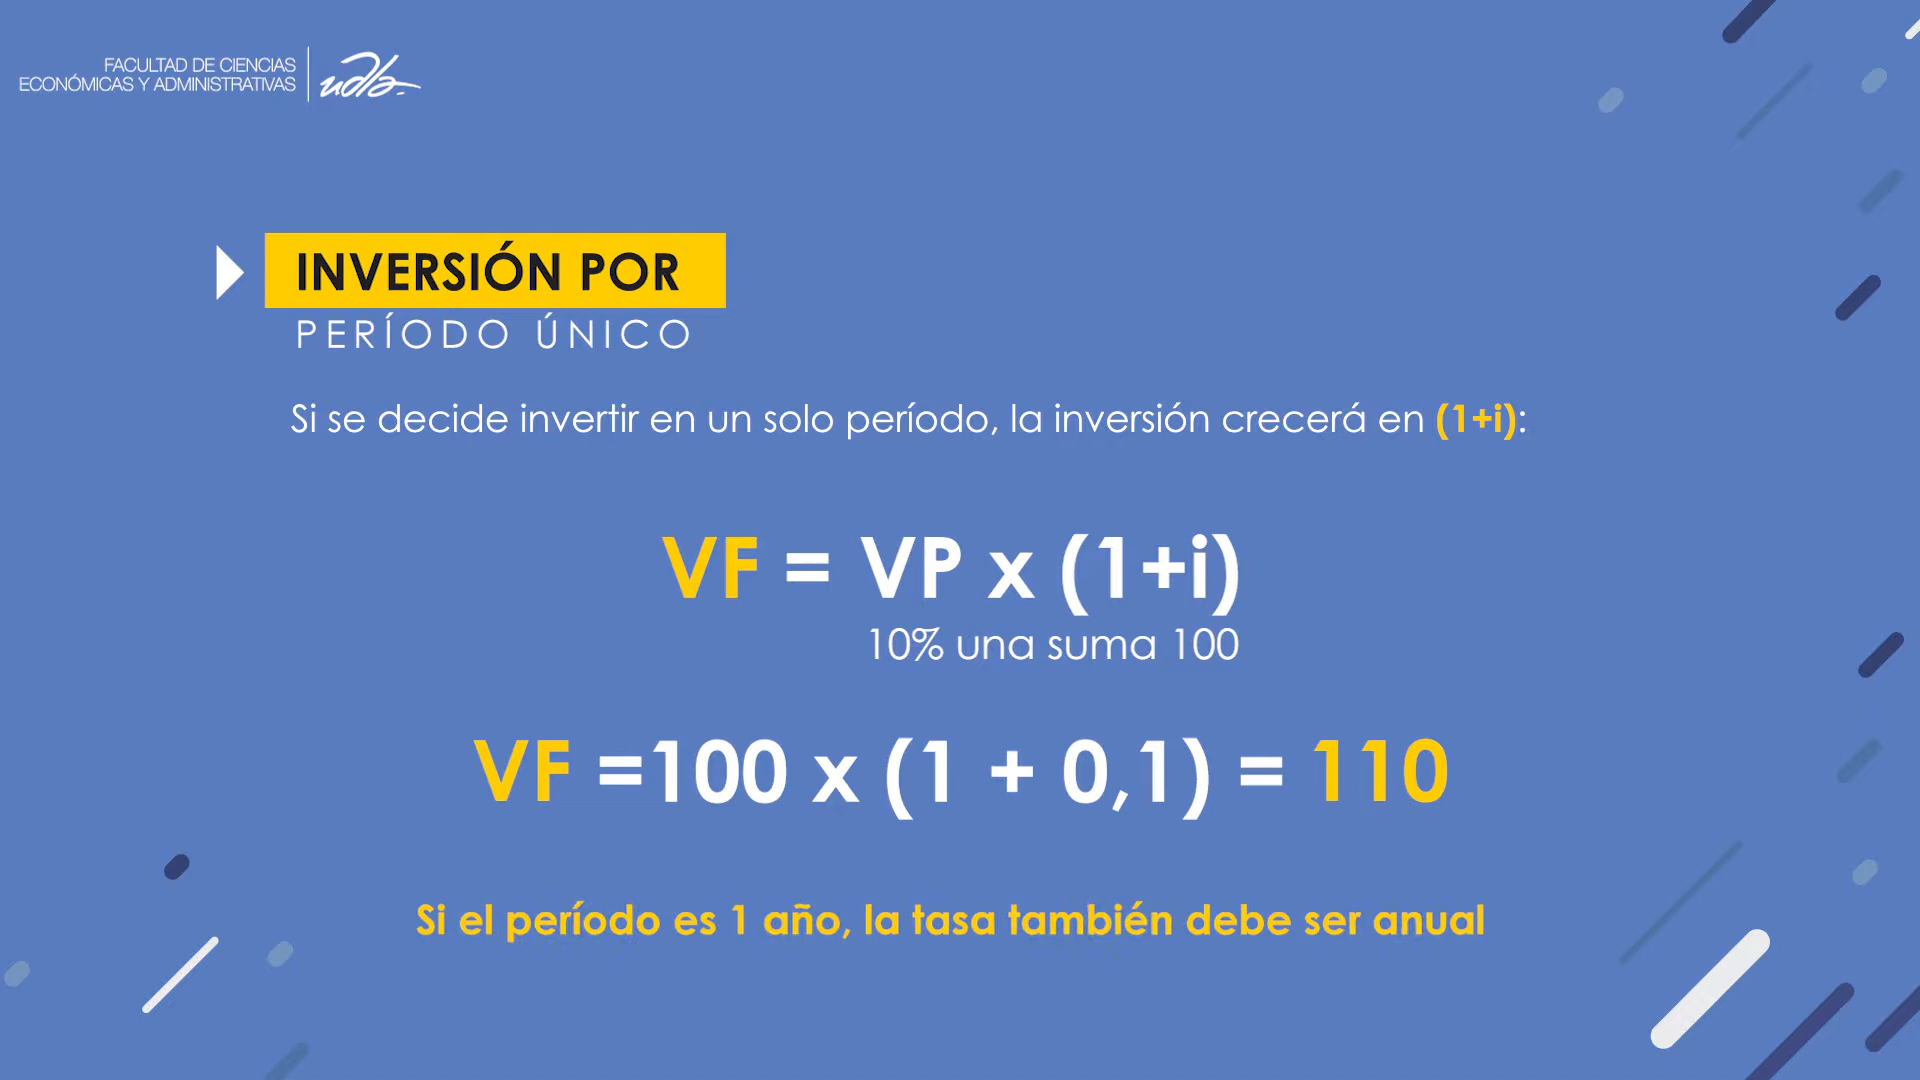 FACULTAD DE CIENCIAS
ECONÓMICAS Y ADMINISTRATIVAS
udla-
INVERSIÓN POR
PERÍODO ÚNICO
Si se decide invertir en un solo período, la inversión crecerá en (1+i):
VF = VP x (1+i)
10% una suma 100
VF =100 x (1 + 0,1) = 110
Si el período es 1 año, la tasa también debe ser anual